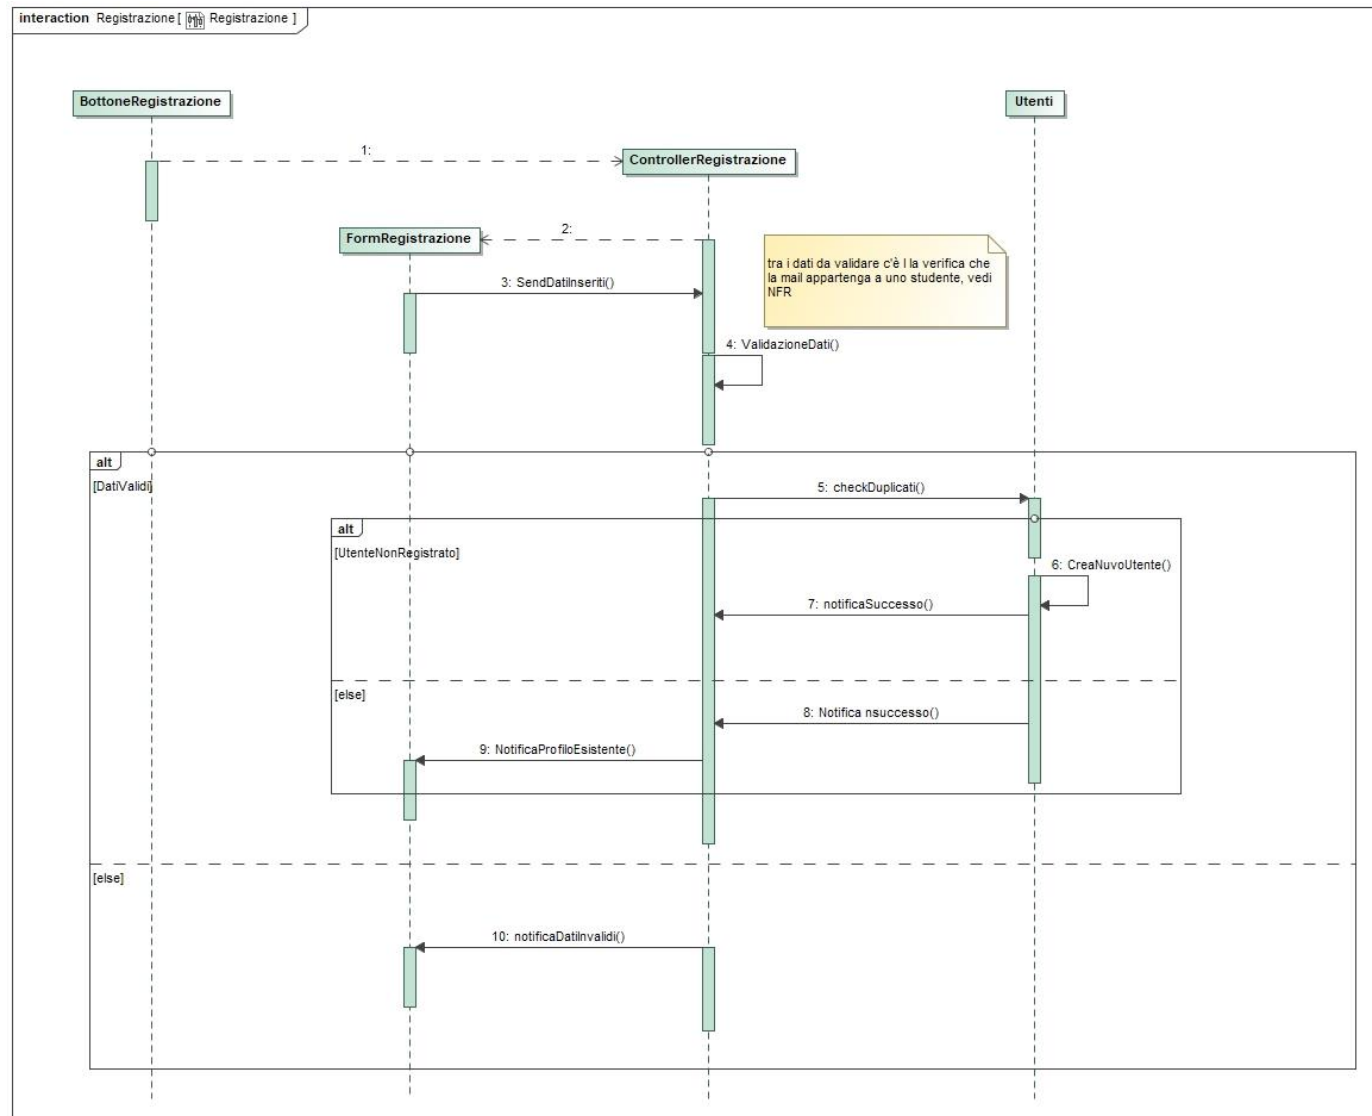 interaction Registrazione [ Registrazione ]
BottoneRegistrazione
Utenti
1:
ControllerRegistrazione
2:
FormRegistrazione
tra i dati da validare c'è l la verifica che
la mail appartenga a uno studente, vedi
NFR
3: SendDatiInseriti()
4: ValidazioneDati()
alt
[DatiValidi]
5: checkDuplicati()
alt
[UtenteNonRegistrato]
6: CreaNuvoUtente()
7: notificaSuccesso()
[else]
8: Notifica nsuccesso()
9: NotificaProfiloEsistente()
[else]
10: notificaDatiInvalidi()